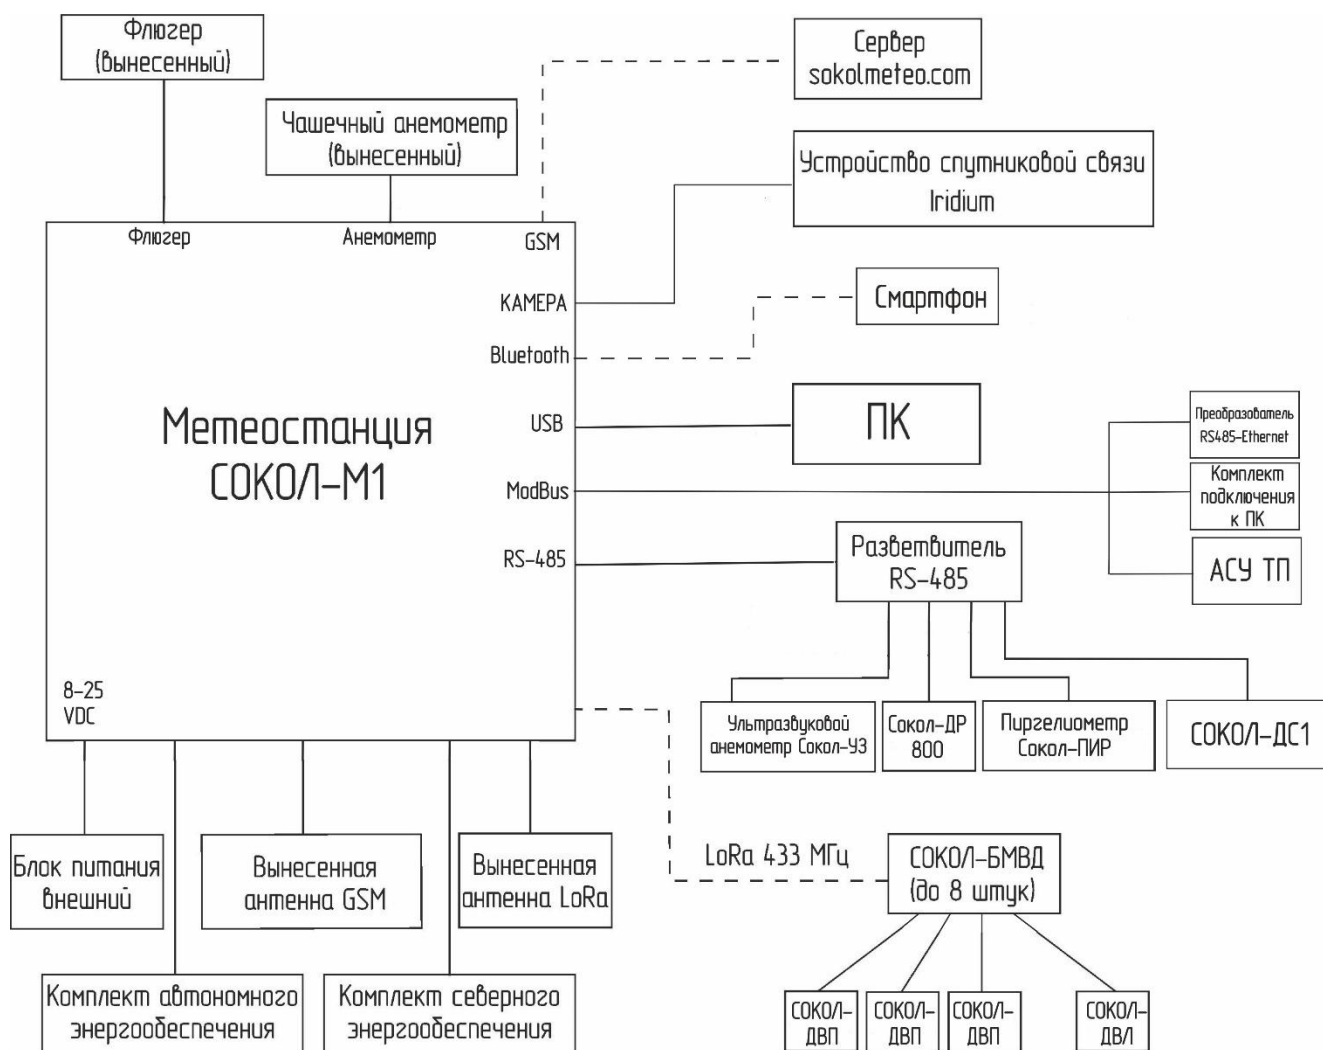 Флюгер
(вынесенный)
Сервер
sokolmeteo.com
Чашечный анемометр
(вынесенный)
Устройство спутниковой связи
Iridium
Флюгер
Анемометр
GSM
КАМЕРА
Смартфон
Bluetooth
Метеостанция
СОКОЛ-М1
USB
ПК
Преобразователь
RS485-Ethernet
ModBus
Комплект
подключения
к ПК
RS-485
Разветвитель
RS-485
АСУ ТП
8-25
VDC
Ультразвуковой
анемометр Сокол-УЗ
Сокол-ДР
800
Пиргелиометр
Сокол-ПИР
СОКОЛ-ДС1
Блок питания
внешний
Вынесенная
антенна GSM
Вынесенная
антенна LoRa
LoRa 433 МГц
СОКОЛ-БМВД
(до 8 штук)
Комплект автономного
энергообеспечения
Комплект северного
энергообеспечения
СОКОЛ-
ДВП
СОКОЛ-
ДВП
СОКОЛ-
ДВП
СОКОЛ-
ДВЛ